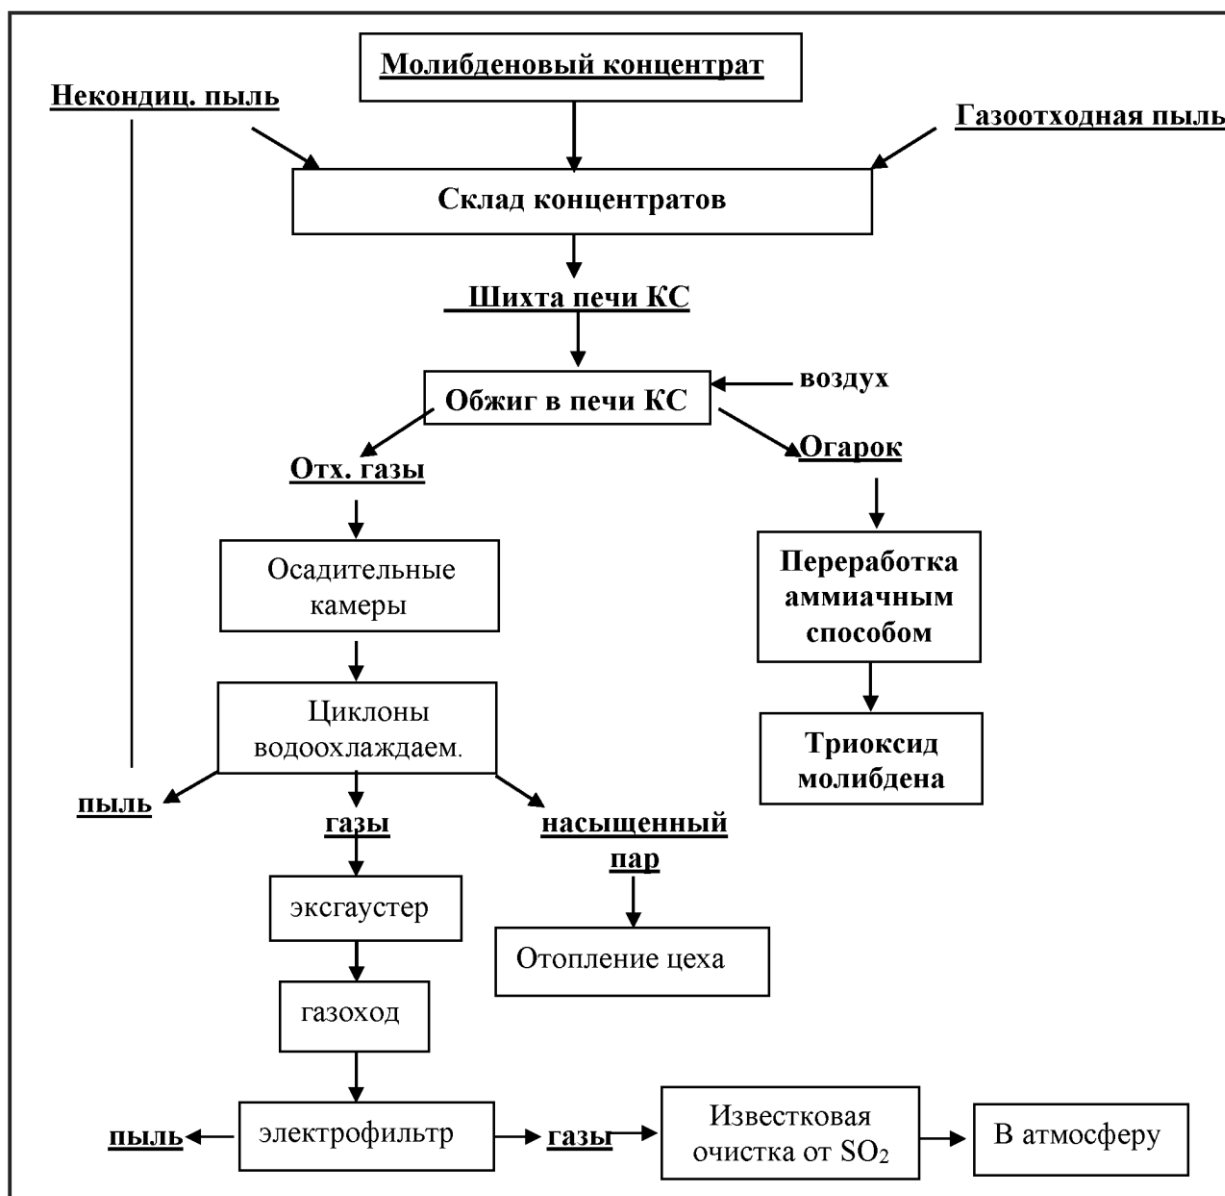 Молибденовый концентрат
Некондиц. пыль
Газоотходная пыль
Склад концентратов
Шихта печи КС
воздух
Обжиг в печи КС
Огарок
Отх. газы
Осадительные
камеры
Переработка
аммиачным
способом
Циклоны
водоохлаждаем.
Триоксид
молибдена
пыль
газы
насыщенный
пар
эксгаустер
Отопление цеха
газоход
пыль
электрофильтр
газы
Известковая
очистка от SO₂
В атмосферу